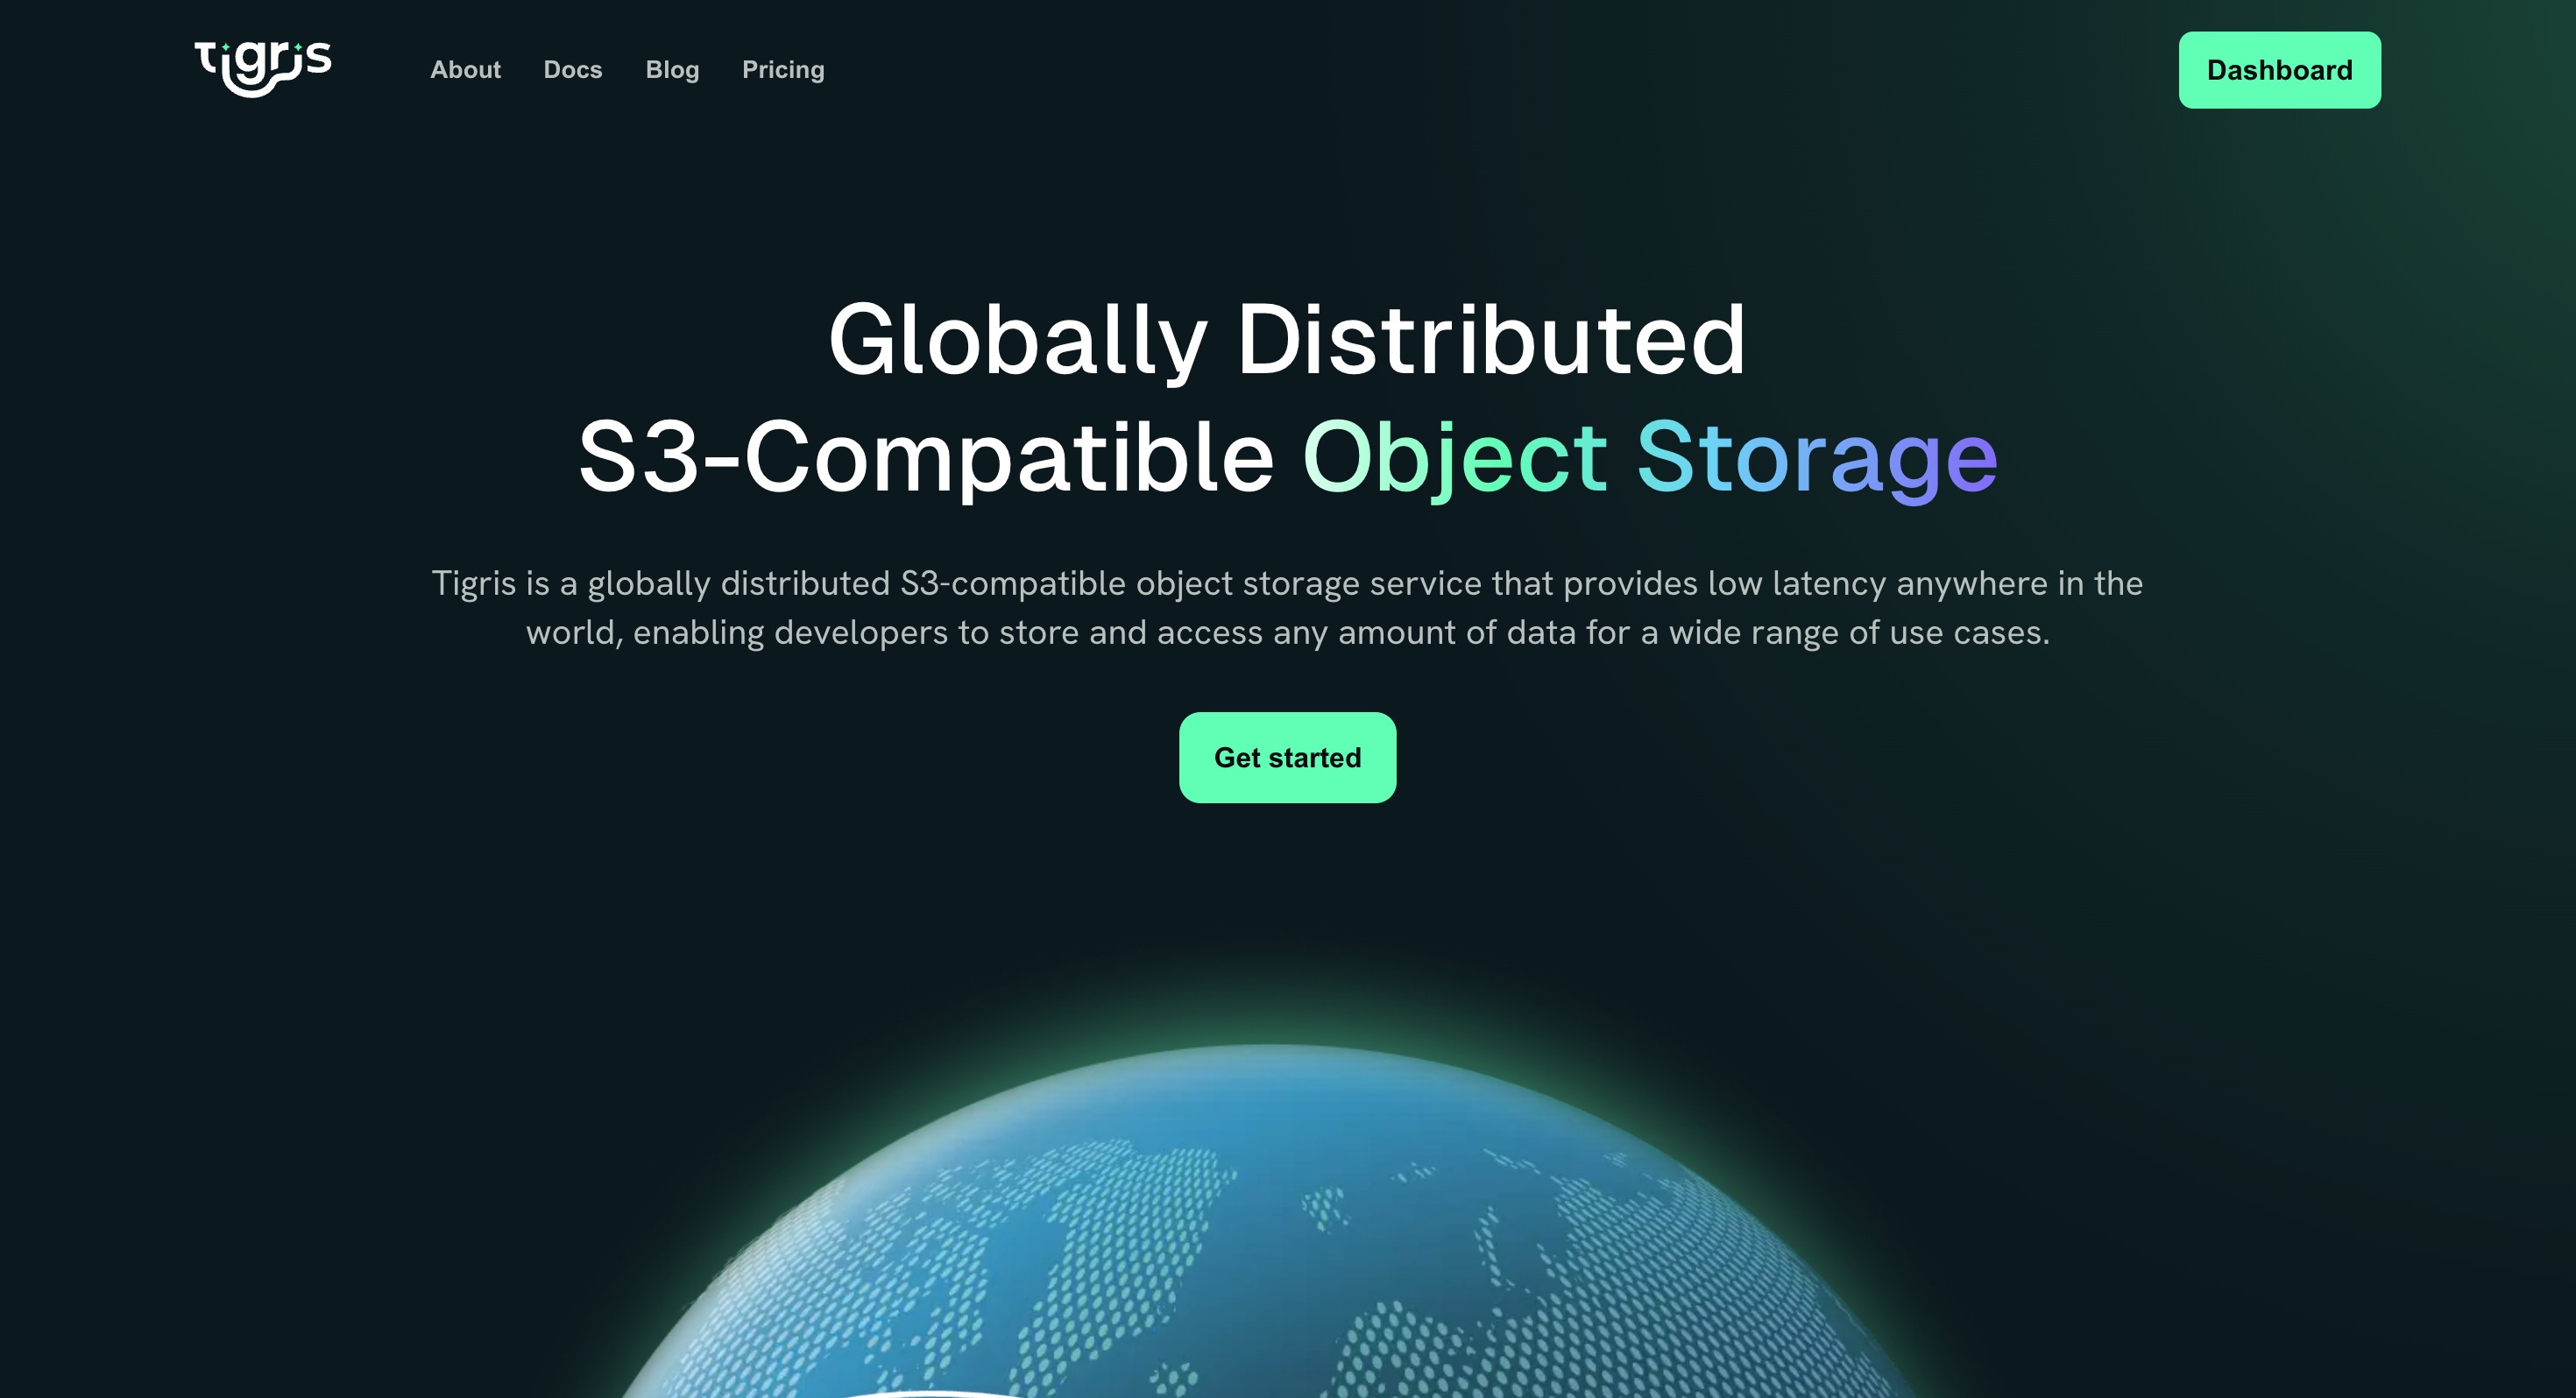 Tigris
About Docs Blog Pricing
Dashboard
Globally Distributed
S3-Compatible Object Storage
Tigris is a globally distributed S3-compatible object storage service that provides low latency anywhere in the
world, enabling developers to store and access any amount of data for a wide range of use cases.
Get started